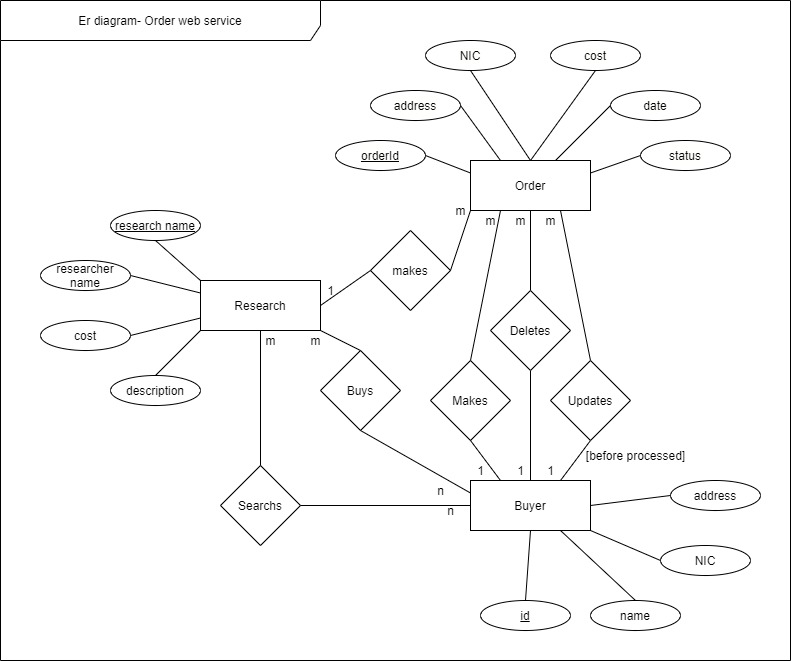 Er diagram- Order web service
NIC
cost
address
date
orderId
status
Order
m
m
m
m
research name
makes
researcher
name
1
Research
Deletes
cost
m
m
description
Buys
Makes
Updates
[before processed]
1
1
1
n
address
Searchs
n
Buyer
NIC
id
name